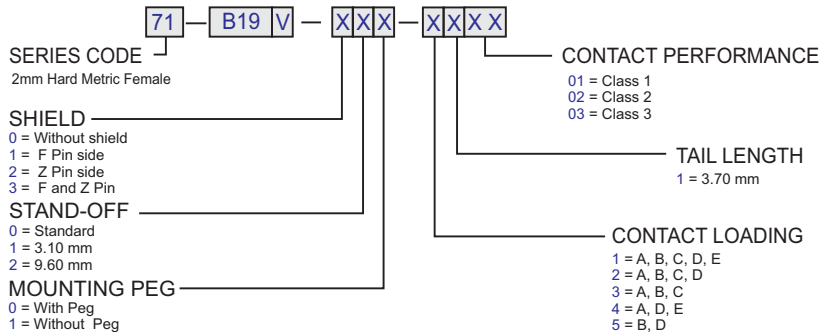 71 — B19 V — X X X — X X X X
SERIES CODE
2mm Hard Metric Female
SHIELD
0 = Without shield
1 = F Pin side
2 = Z Pin side
3 = F and Z Pin
STAND-OFF
0 = Standard
1 = 3.10 mm
2 = 9.60 mm
MOUNTING PEG
0 = With Peg
1 = Without Peg
CONTACT PERFORMANCE
01 = Class 1
02 = Class 2
03 = Class 3
TAIL LENGTH
1 = 3.70 mm
CONTACT LOADING
1 = A, B, C, D, E
2 = A, B, C, D
3 = A, B, C
4 = A, D, E
5 = B, D